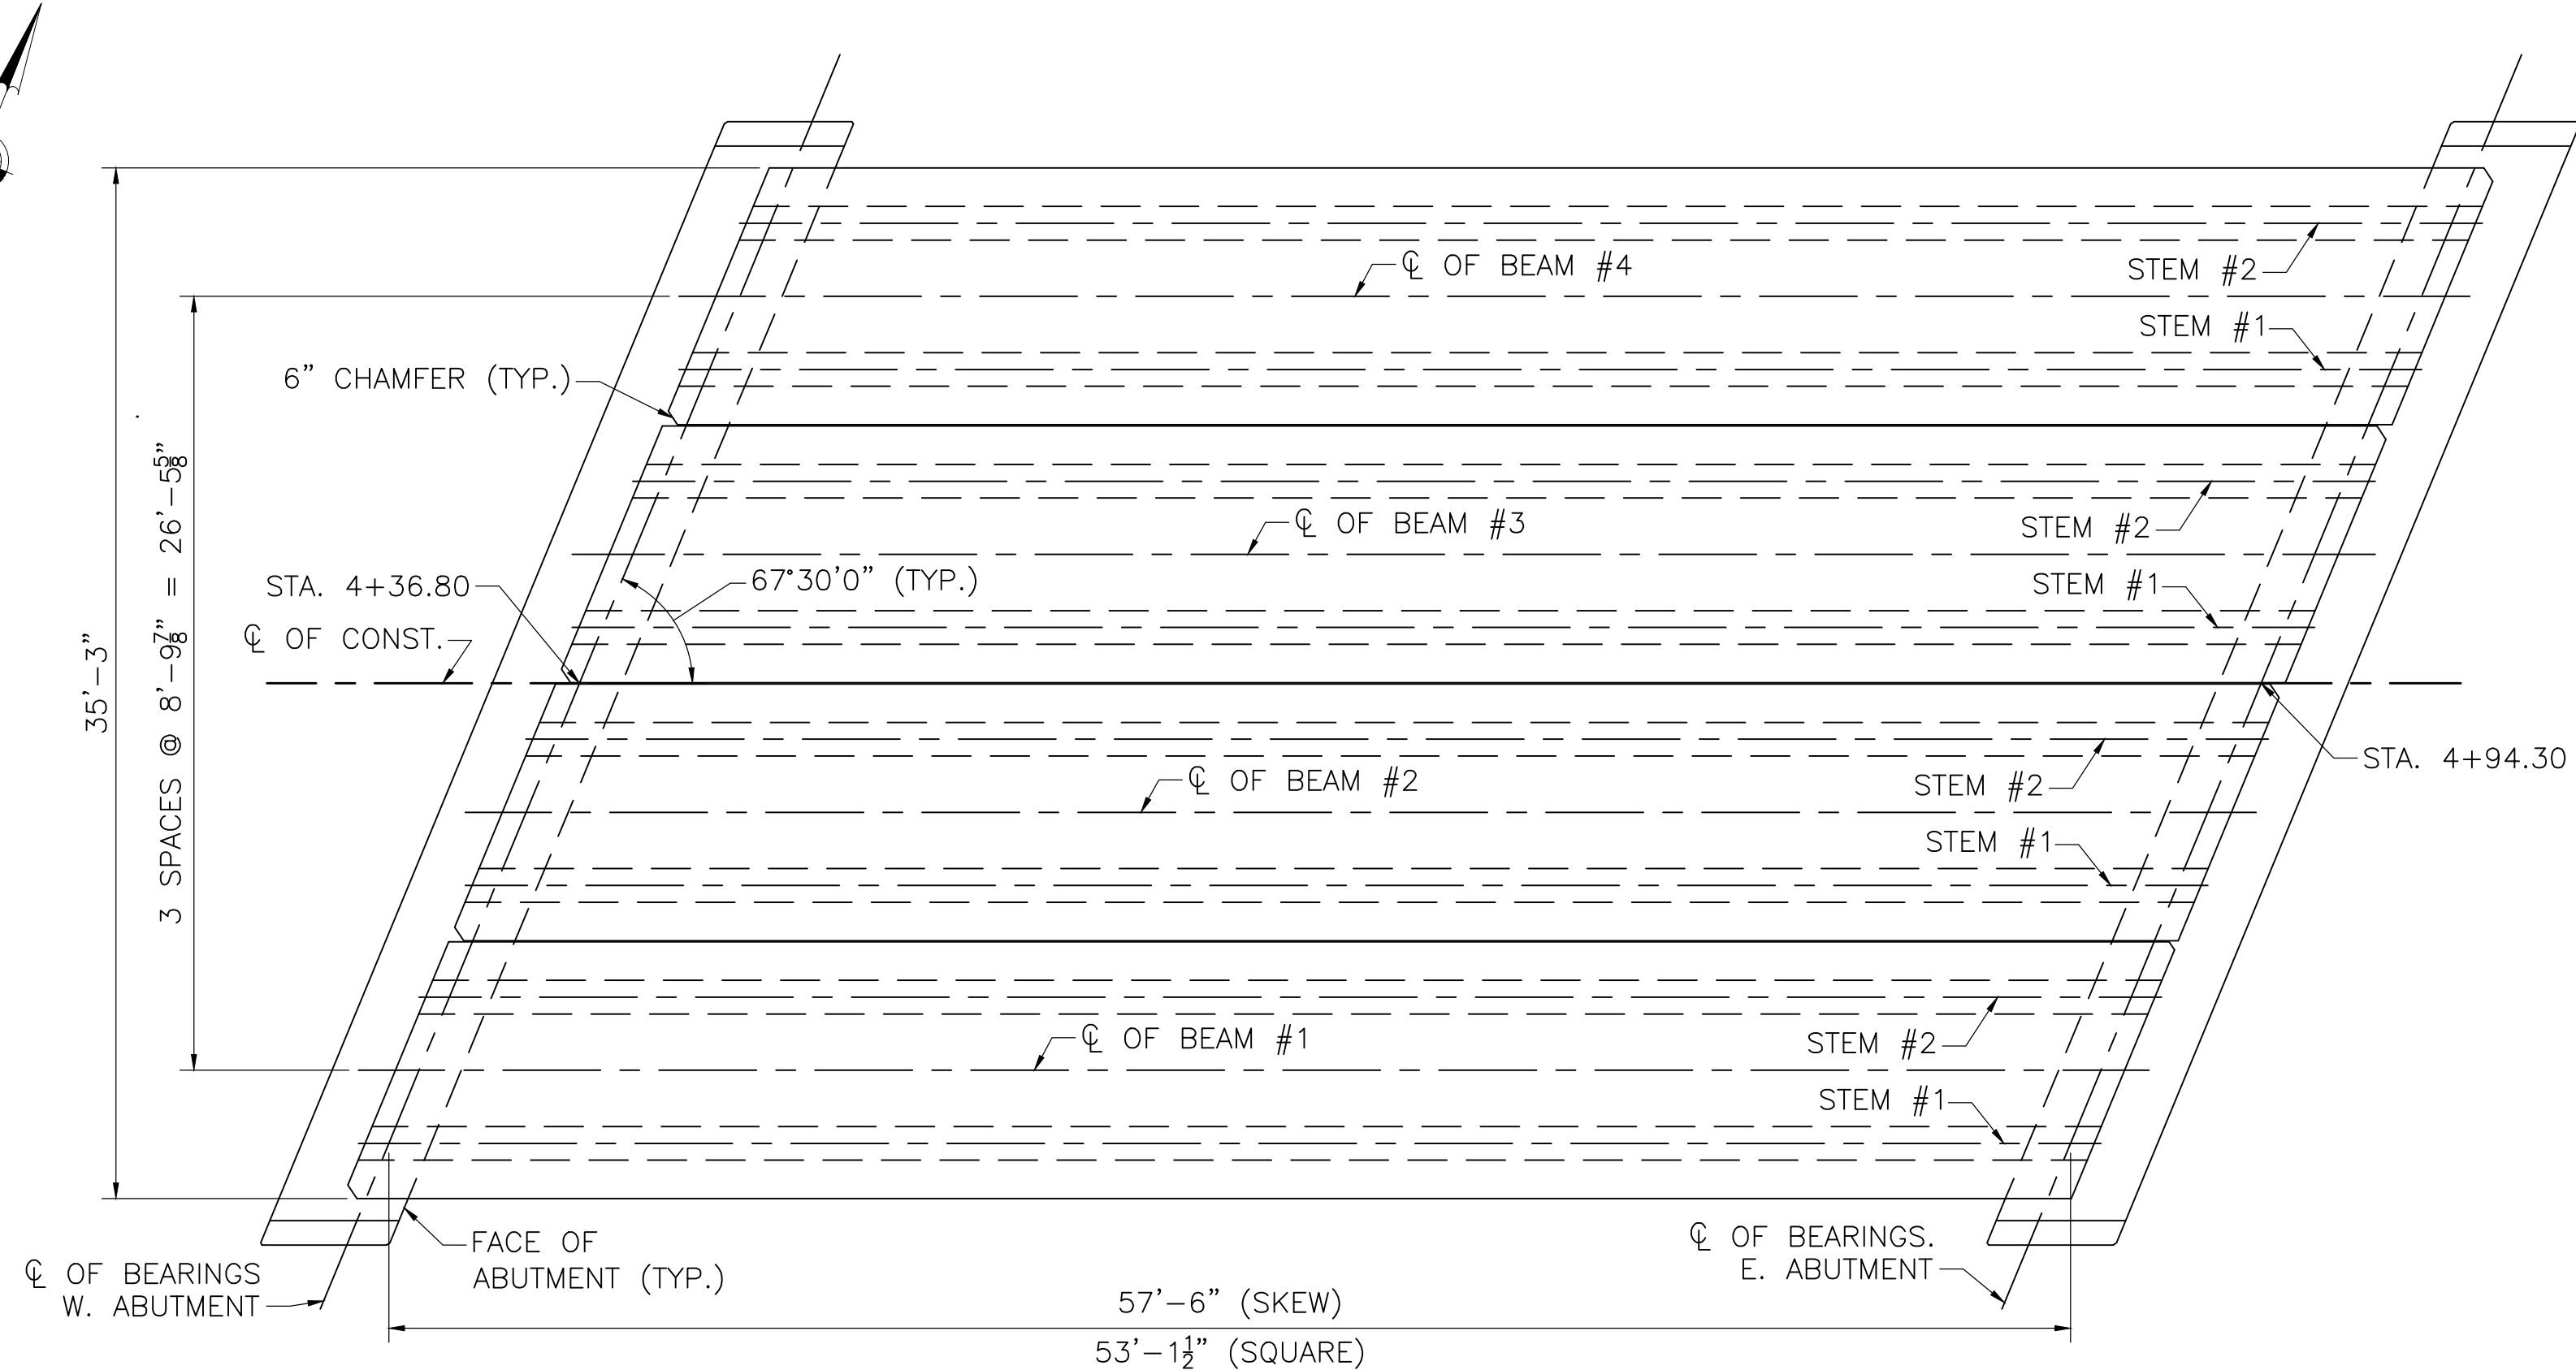 ℄ OF BEAM #4
STEM #2
STEM #1
6" CHAMFER (TYP.)
35'-3"
3 SPACES @ 8'-9⅞" = 26'-5⅝"
℄ OF BEAM #3
STEM #2
67°30'0" (TYP.)
STA. 4+36.80
STEM #1
℄ OF CONST.
STA. 4+94.30
℄ OF BEAM #2
STEM #2
STEM #1
℄ OF BEAM #1
STEM #2
STEM #1
FACE OF
ABUTMENT (TYP.)
℄ OF BEARINGS.
E. ABUTMENT
℄ OF BEARINGS
W. ABUTMENT
57'-6" (SKEW)
53'-1½" (SQUARE)